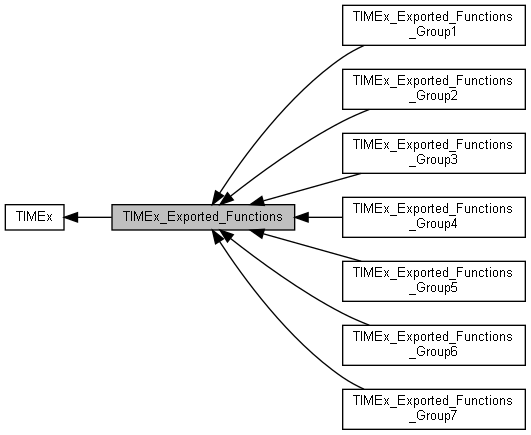 TIMEx_Exported_Functions
_Group1
TIMEx_Exported_Functions
_Group2
TIMEx_Exported_Functions
_Group3
TIMEx
TIMEx_Exported_Functions
TIMEx_Exported_Functions
_Group4
TIMEx_Exported_Functions
_Group5
TIMEx_Exported_Functions
_Group6
TIMEx_Exported_Functions
_Group7